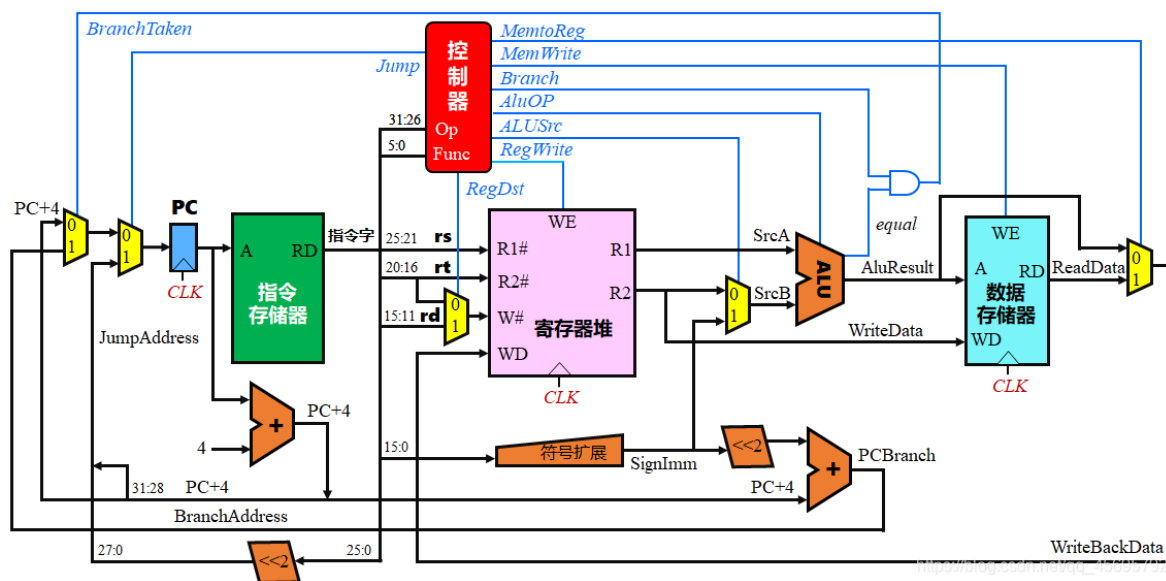 BranchTaken
Jump
控制器
Op
Func
31:26
5:0
MemtoReg
MemWrite
Branch
AluOP
ALUSrc
RegWrite
RegDst
PC+4
0
1
0
1
PC
CLK
A
RD
指令
存储器
指令字
25:21 rs
20:16 rt
15:11 rd
0
1
WE
R1#
R2#
W#
WD
R1
R2
寄存器堆
CLK
SrcA
0
1
SrcB
ALU
equal
AluResult
WriteData
WE
A
RD
WD
数据
存储器
CLK
ReadData
0
1
JumpAddress
4
+
PC+4
15:0
符号扩展
SignImm
<<2
+
PCBranch
PC+4
31:28
PC+4
BranchAddress
27:0
<<2
25:0
WriteBackData